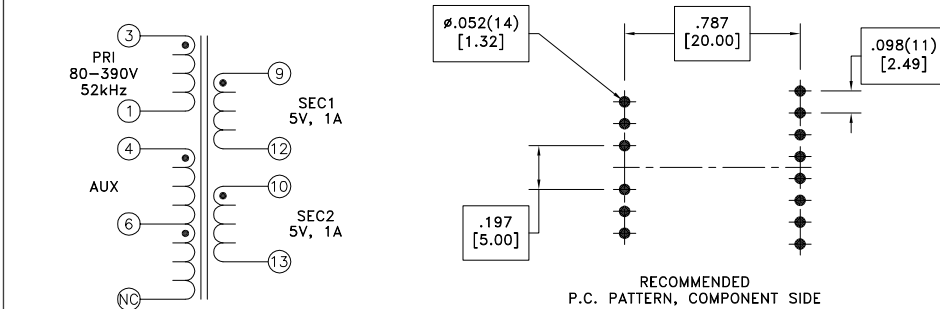 3
PRI
80-390V
52kHz
1
4
AUX
6
NC
9
SEC1
5V, 1A
12
10
SEC2
5V, 1A
13
ø.052(14)
[1.32]
.787
[20.00]
.098(11)
[2.49]
.197
[5.00]
RECOMMENDED
P.C. PATTERN, COMPONENT SIDE